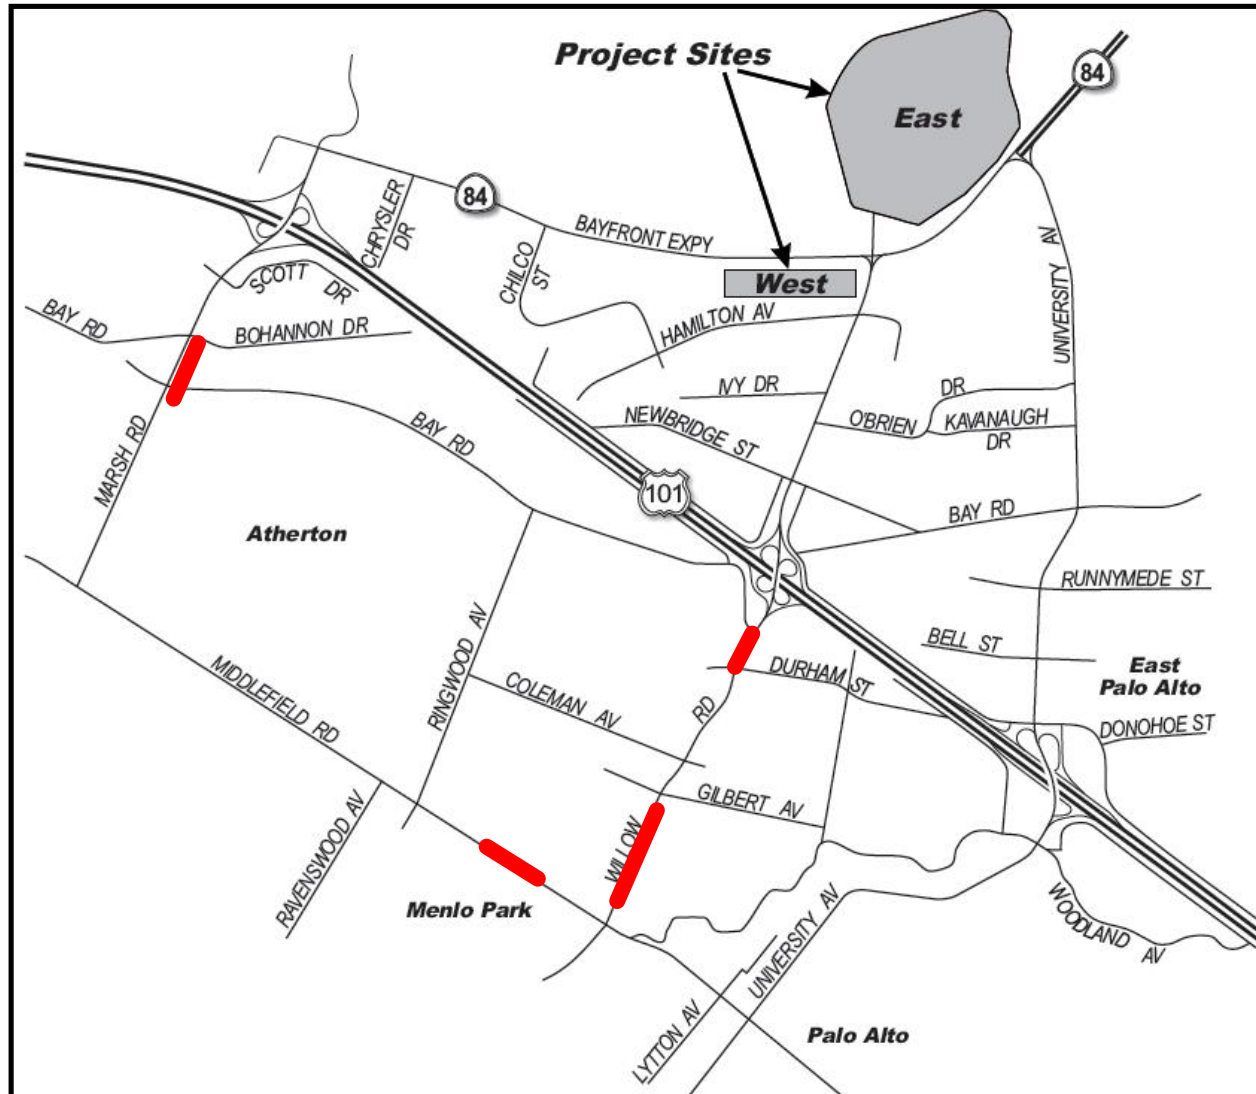 Project Sites
East
84
84
CHRYSLER
DR
BAYFRONT EXPY
UNIVERSITY AV
SCOTT DR
CHILCO
ST
West
BAY RD
BOHANNON DR
HAMILTON AV
IVY DR
DR
O'BRIEN
KAVANAUGH
DR
NEWBRIDGE ST
BAY RD
MARSH RD
101
BAY RD
Atherton
RUNNYMEDE ST
BELL ST
RINGWOOD AV
MIDDLEFIELD RD
COLEMAN AV
RD
DURHAM ST
East
Palo Alto
DONOHOE ST
GILBERT AV
WILLOW
RAVENSWOOD AV
Menlo Park
UNIVERSITY AV
WOODLAND AV
LYTTON AV
Palo Alto